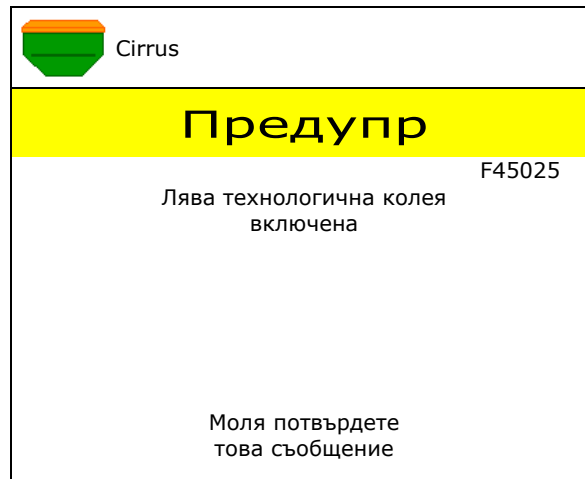 Cirrus
Предупр
F45025
Лява технологична колея
включена
Моля потвърдете
това съобщение